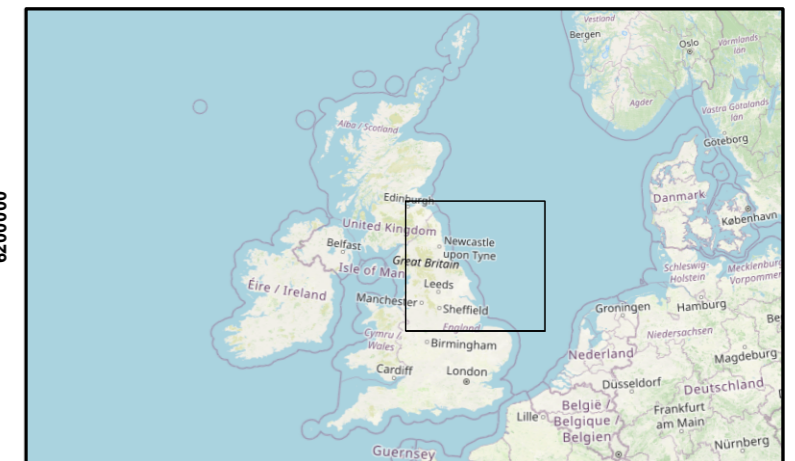 Bergen
Vestland
Oslo
Värmlands
län
Agder
Västra Götalands
län
Göteborg
Alba / Scotland
Edinburgh
Danmark
København
United Kingdom
Belfast
Newcastle
upon Tyne
Great Britain
Isle of Man
Leeds
Éire / Ireland
Manchester
Sheffield
England
Cymru /
Wales
Birmingham
Cardiff
London
Schleswig-
Holstein
Mecklenburg
Vorpommer
Groningen
Hamburg
Be
Niedersachsen
Nederland
Magdeburg
Düsseldorf
Deutschland
Lille
België /
Belgique /
Belgien
Frankfurt
am Main
Nürnberg
Guernsey